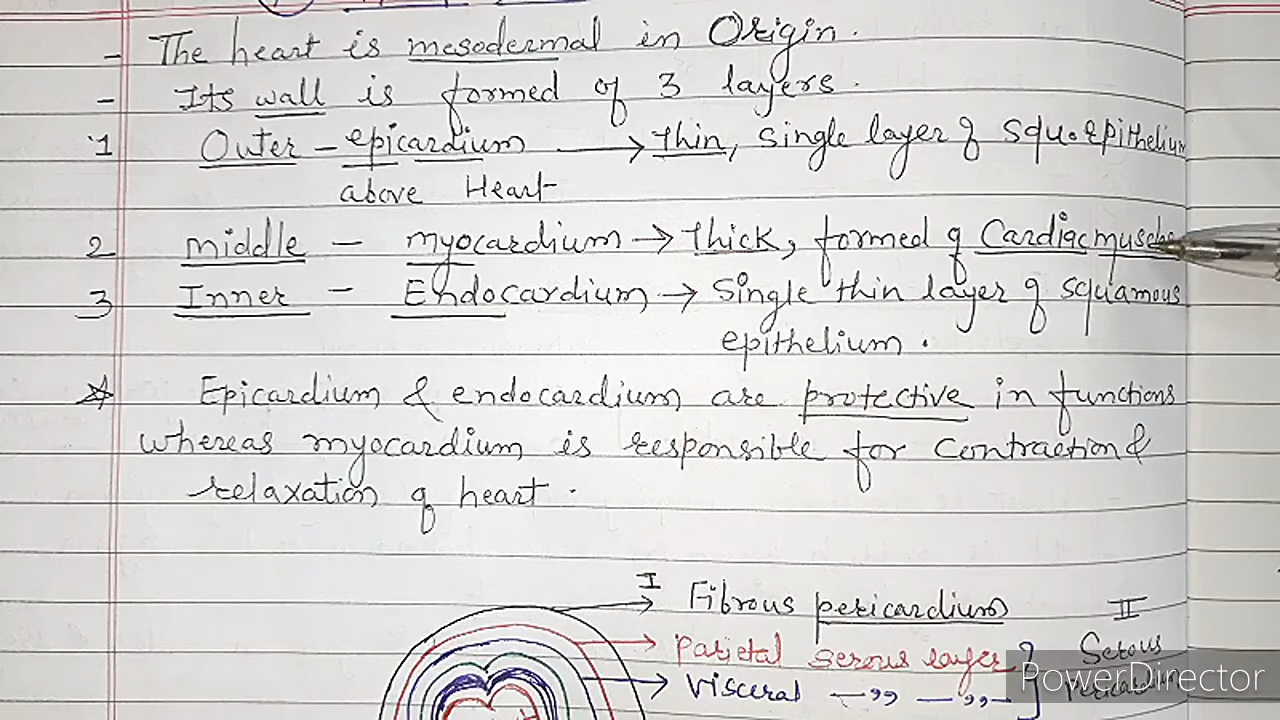 - The heart is mesodermal in Origin.
- Its wall is formed of 3 layers.
1 Outer - epicardium → thin, single layer of squ. epithelium
above Heart
2 middle - myocardium → thick, formed of Cardiac muscles
3 Inner - Endocardium → Single thin layer of squamous
epithelium.
☆ Epicardium & endocardium are protective in functions
whereas myocardium is responsible for contraction &
relaxation of heart.
I → Fibrous pericardium II
→ Parietal serous layer } Serous
→ Visceral —,,— —,,— pericardium
PowerDirector